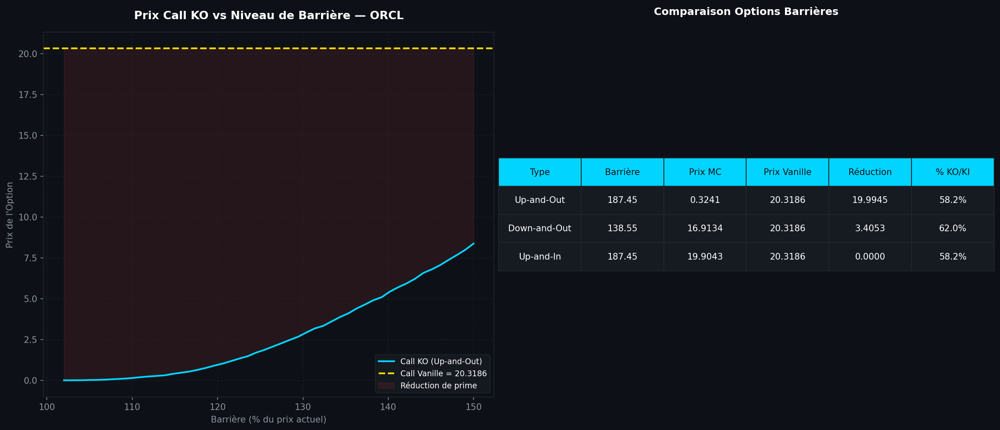 Prix Call KO vs Niveau de Barrière — ORCL
Prix de l'Option
20.0
17.5
15.0
12.5
10.0
7.5
5.0
2.5
0.0
100 110 120 130 140 150
Barrière (% du prix actuel)
Call KO (Up-and-Out)
Call Vanille = 20.3186
Réduction de prime
Comparaison Options Barrières
Type Barrière Prix MC Prix Vanille Réduction % KO/KI
Up-and-Out 187.45 0.3241 20.3186 19.9945 58.2%
Down-and-Out 138.55 16.9134 20.3186 3.4053 62.0%
Up-and-In 187.45 19.9043 20.3186 0.0000 58.2%